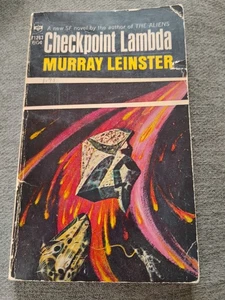 A new SF novel by the author of THE ALIENS
Checkpoint Lambda
MURRAY LEINSTER